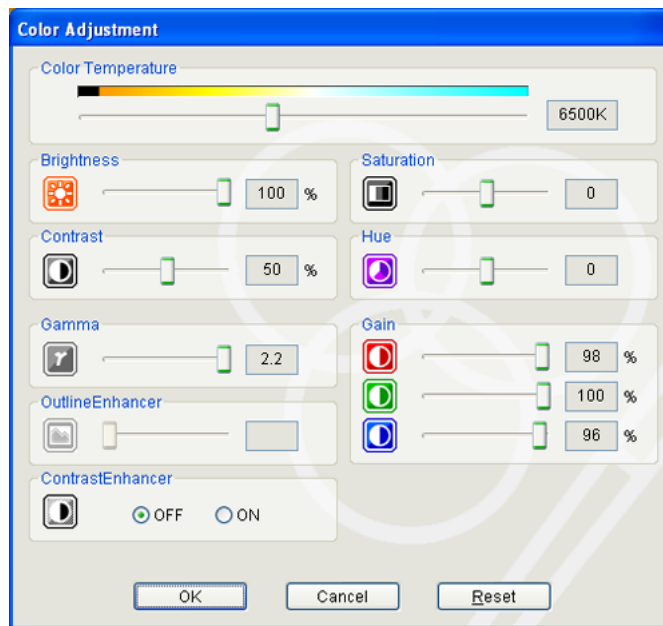 Color Adjustment
Color Temperature
6500K
Brightness
100 %
Saturation
0
Contrast
50 %
Hue
0
Gamma
2.2
Gain
98 %
100 %
96 %
OutlineEnhancer
ContrastEnhancer
OFF ON
OK Cancel Reset